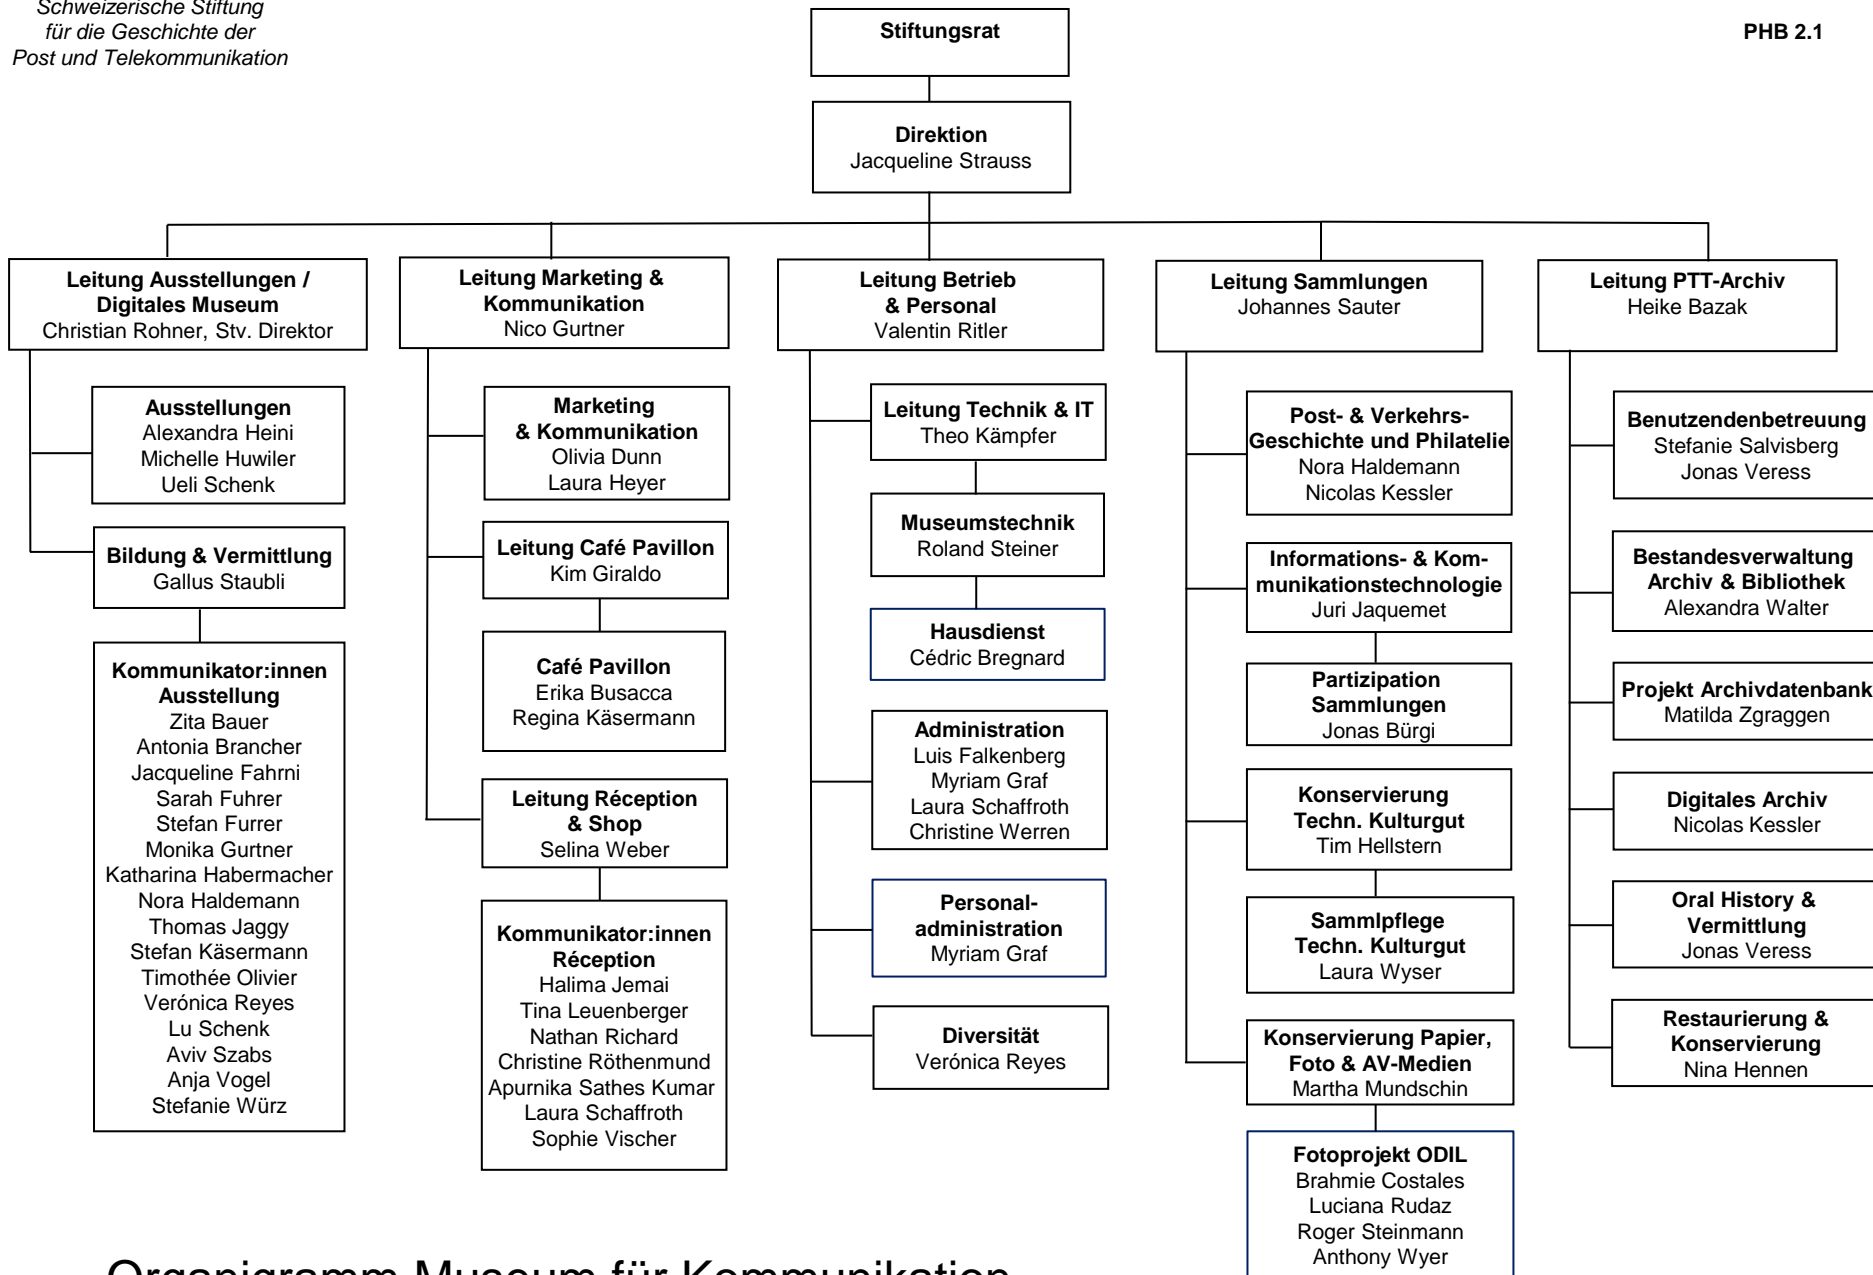 Schweizerische Stiftung
für die Geschichte der
Post und Telekommunikation
PHB 2.1
Stiftungsrat
Direktion
Jacqueline Strauss
Leitung Ausstellungen /
Digitales Museum
Christian Rohner, Stv. Direktor
Ausstellungen
Alexandra Heini
Michelle Huwiler
Ueli Schenk
Bildung & Vermittlung
Gallus Staubli
Kommunikator:innen
Ausstellung
Zita Bauer
Antonia Brancher
Jacqueline Fahrni
Sarah Fuhrer
Stefan Furrer
Monika Gurtner
Katharina Habermacher
Nora Haldemann
Thomas Jaggy
Stefan Käsermann
Timothée Olivier
Verónica Reyes
Lu Schenk
Aviv Szabs
Anja Vogel
Stefanie Würz
Leitung Marketing &
Kommunikation
Nico Gurtner
Marketing
& Kommunikation
Olivia Dunn
Laura Heyer
Leitung Café Pavillon
Kim Giraldo
Café Pavillon
Erika Busacca
Regina Käsermann
Leitung Réception
& Shop
Selina Weber
Kommunikator:innen
Réception
Halima Jemai
Tina Leuenberger
Nathan Richard
Christine Röthenmund
Apurnika Sathes Kumar
Laura Schaffroth
Sophie Vischer
Leitung Betrieb
& Personal
Valentin Ritler
Leitung Technik & IT
Theo Kämpfer
Museumstechnik
Roland Steiner
Hausdienst
Cédric Bregnard
Administration
Luis Falkenberg
Myriam Graf
Laura Schaffroth
Christine Werren
Personal-
administration
Myriam Graf
Diversität
Verónica Reyes
Leitung Sammlungen
Johannes Sauter
Post- & Verkehrs-
Geschichte und Philatelie
Nora Haldemann
Nicolas Kessler
Informations- & Kom-
munikationstechnologie
Juri Jaquemet
Partizipation
Sammlungen
Jonas Bürgi
Konservierung
Techn. Kulturgut
Tim Hellstern
Sammlpflege
Techn. Kulturgut
Laura Wyser
Konservierung Papier,
Foto & AV-Medien
Martha Mundschin
Fotoprojekt ODIL
Brahmie Costales
Luciana Rudaz
Roger Steinmann
Anthony Wyer
Leitung PTT-Archiv
Heike Bazak
Benutzendenbetreuung
Stefanie Salvisberg
Jonas Veress
Bestandesverwaltung
Archiv & Bibliothek
Alexandra Walter
Projekt Archivdatenbank
Matilda Zgraggen
Digitales Archiv
Nicolas Kessler
Oral History &
Vermittlung
Jonas Veress
Restaurierung &
Konservierung
Nina Hennen
Organigramm Museum für Kommunikation